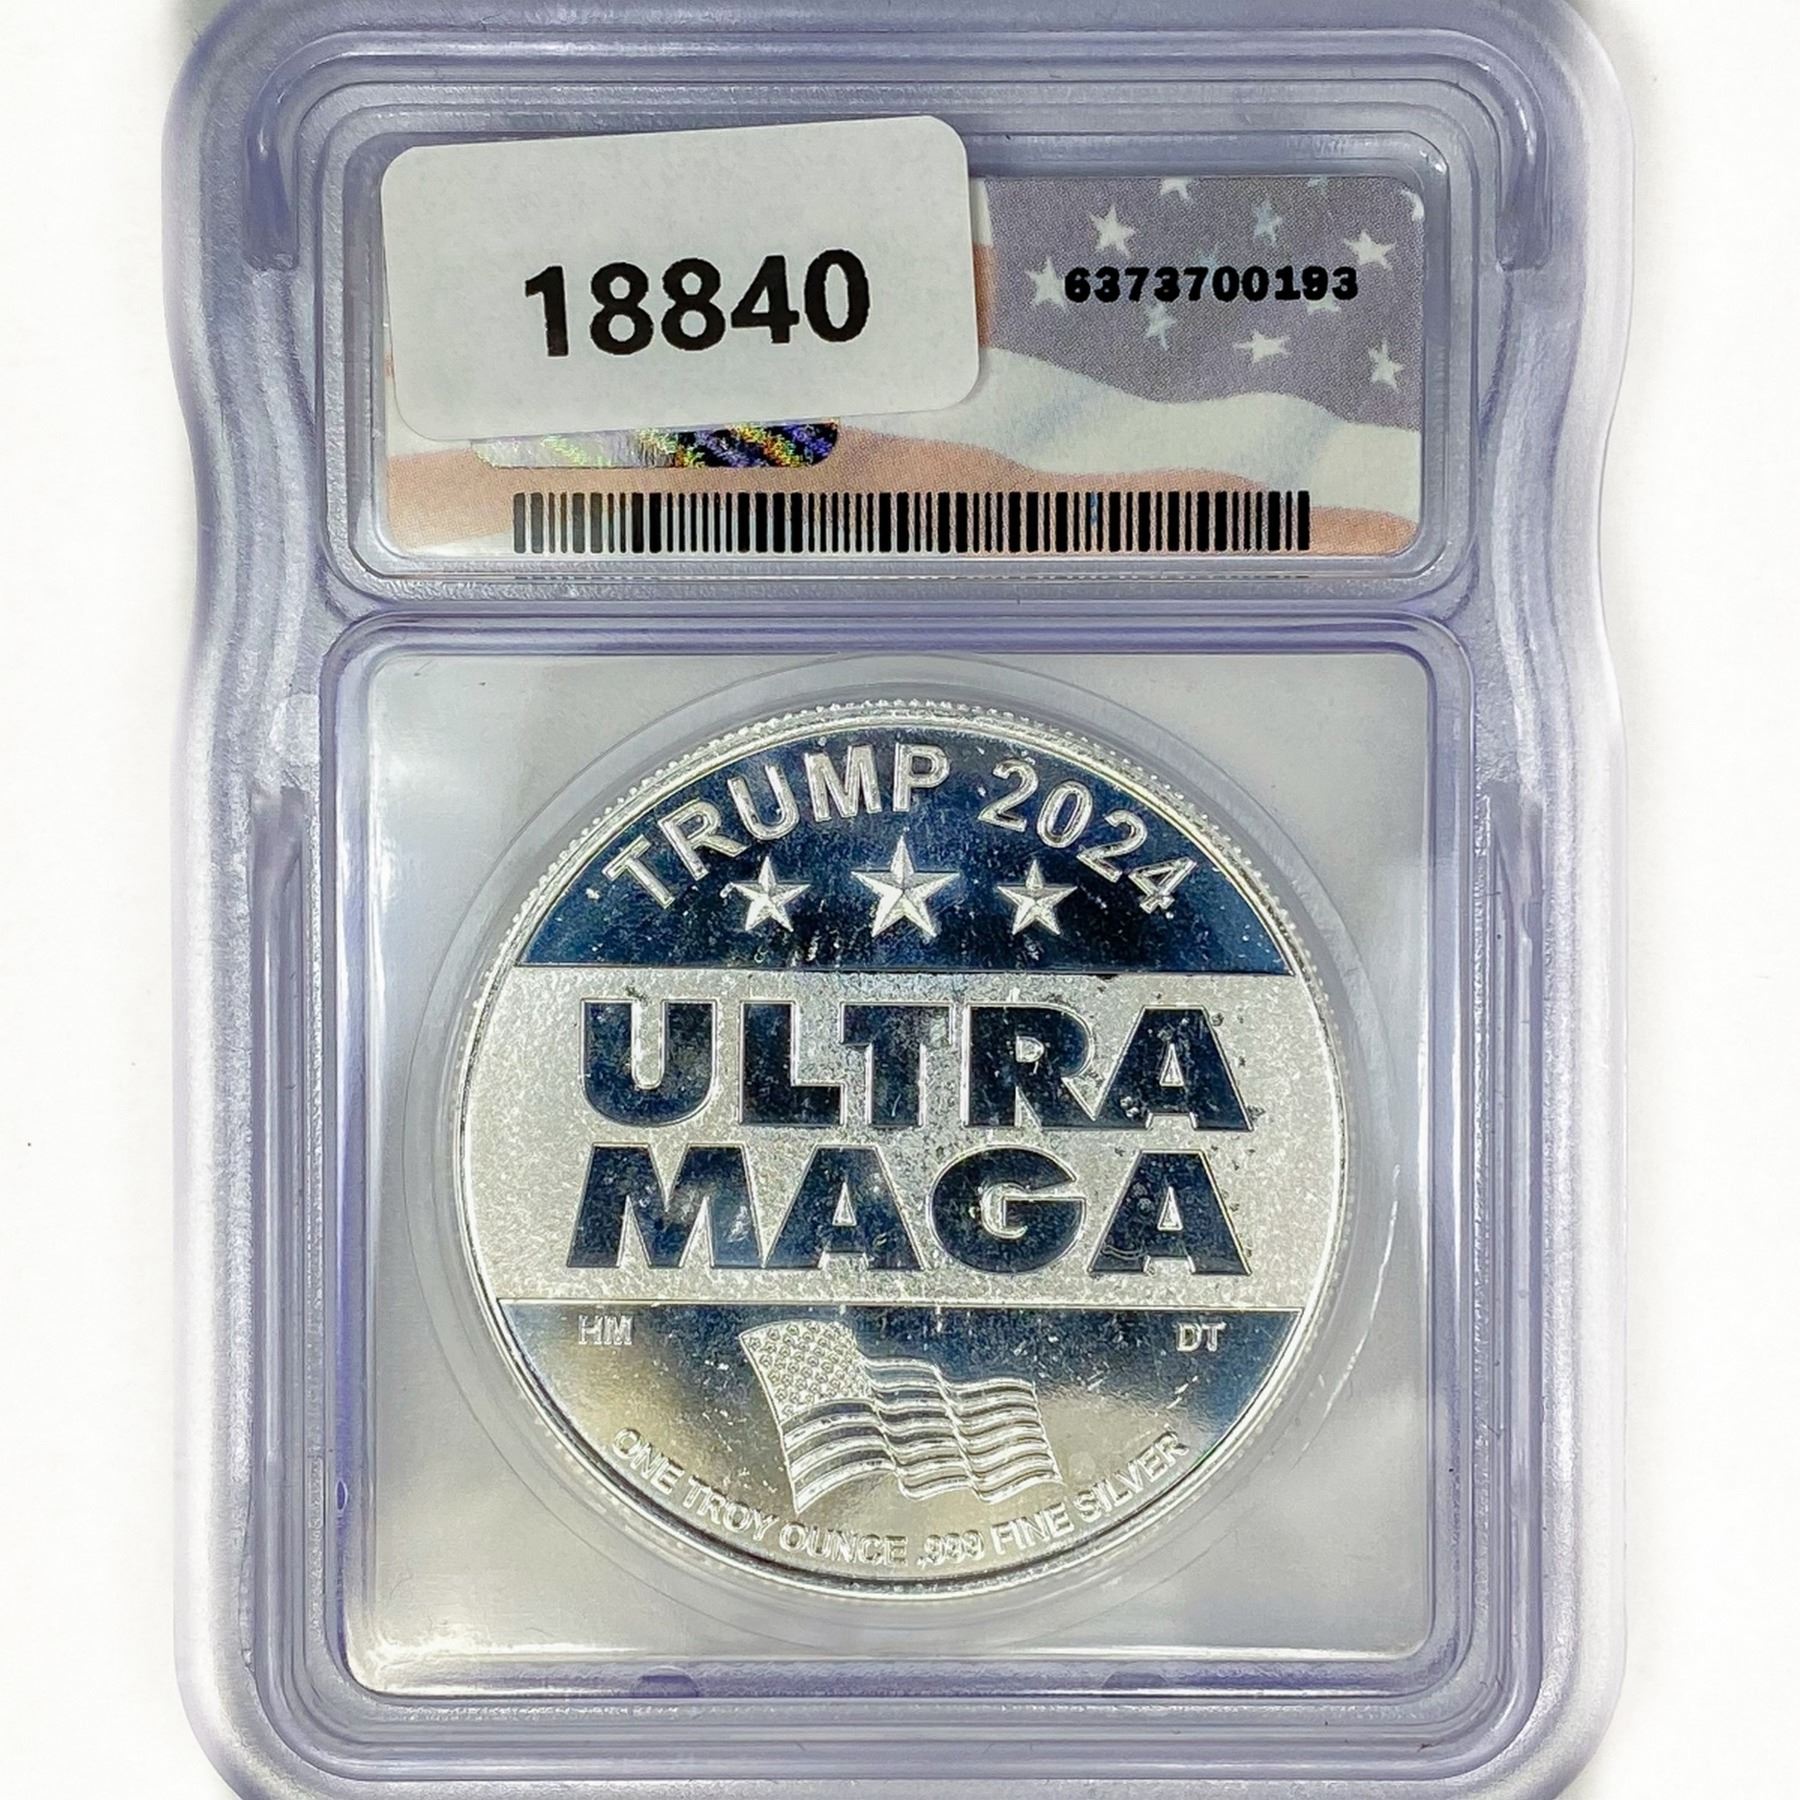 18840
6373700193
TRUMP 2024
ULTRA
MAGA
HM
DT
ONE TROY OUNCE .999 FINE SILVER